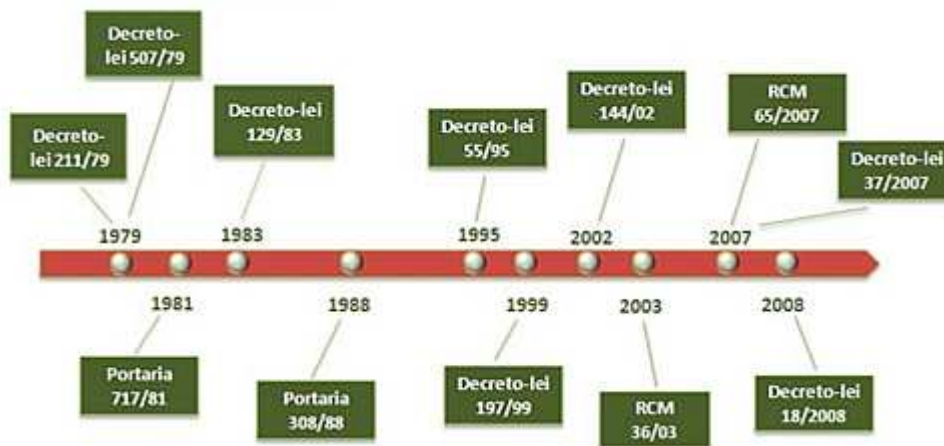 Decreto-
lei 507/79
Decreto-
lei 211/79
Decreto-lei
129/83
Decreto-lei
55/95
Decreto-lei
144/02
RCM
65/2007
Decreto-lei
37/2007
1979
1983
1995
2002
2007
1981
1988
1999
2003
2008
Portaria
717/81
Portaria
308/88
Decreto-lei
197/99
RCM
36/03
Decreto-lei
18/2008